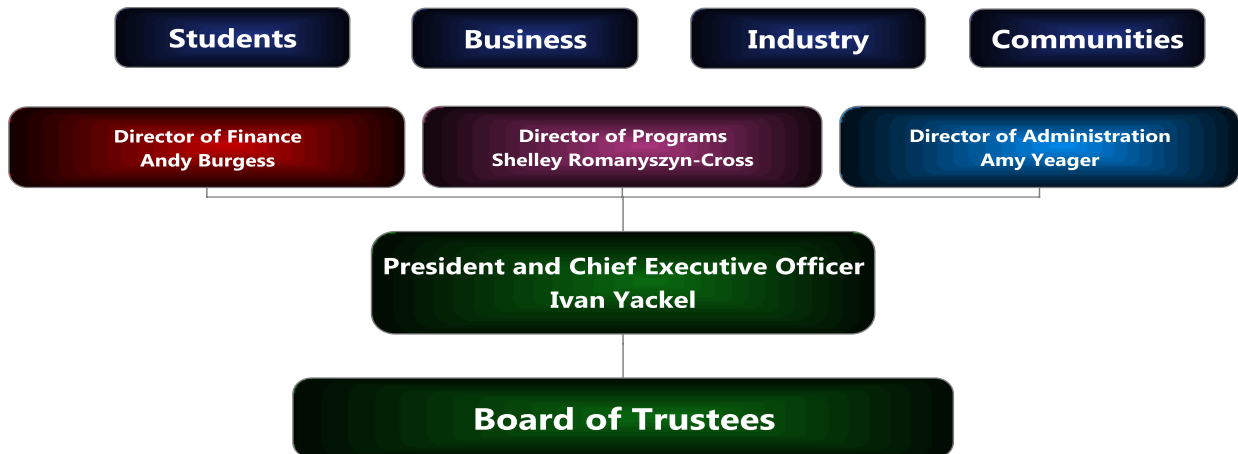 Students
Business
Industry
Communities
Director of Finance
Andy Burgess
Director of Programs
Shelley Romanyszyn-Cross
Director of Administration
Amy Yeager
President and Chief Executive Officer
Ivan Yackel
Board of Trustees